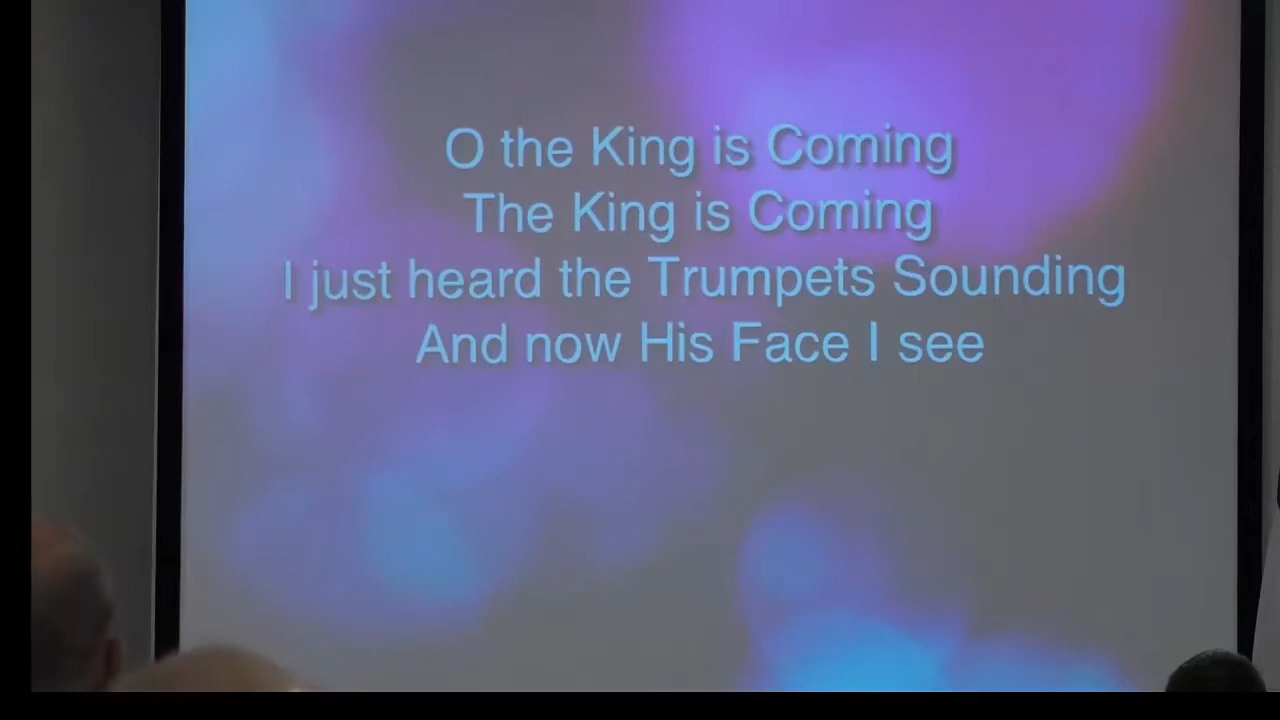 O the King is Coming
The King is Coming
I just heard the Trumpets Sounding
And now His Face I see